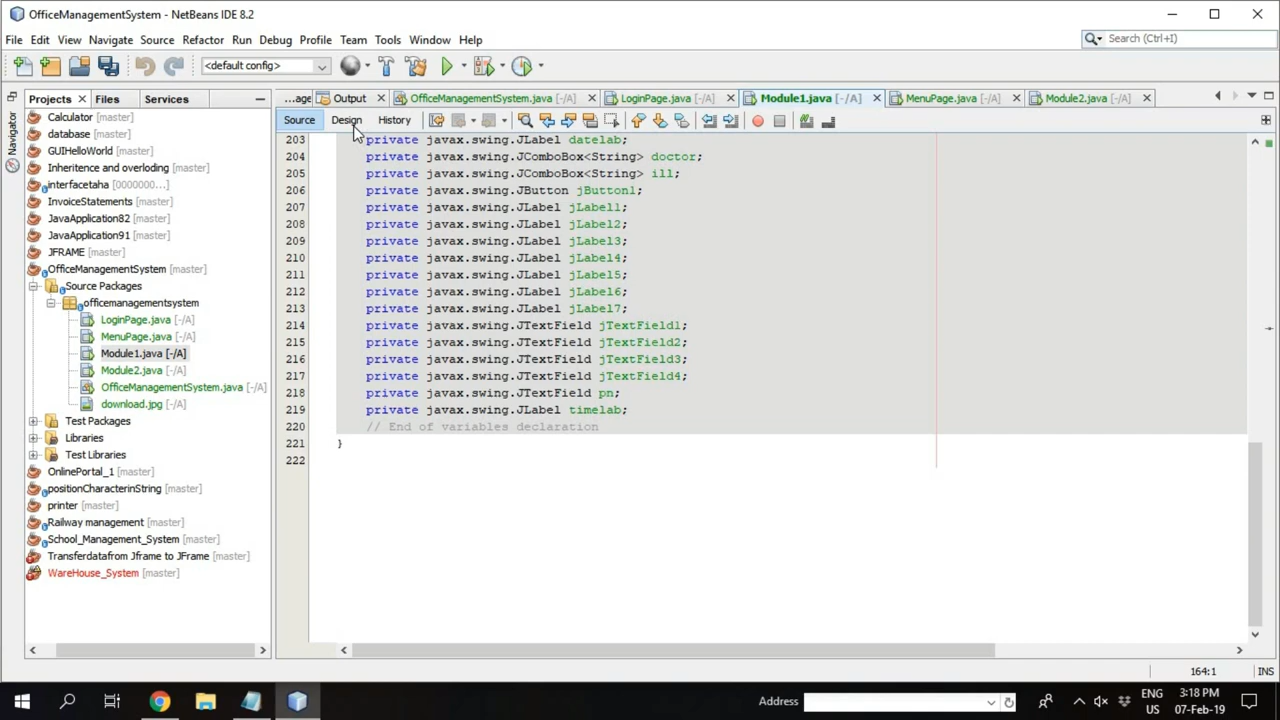 OfficeManagementSystem - NetBeans IDE 8.2
File Edit View Navigate Source Refactor Run Debug Profile Team Tools Window Help
Search (Ctrl+I)
<default config>
Projects Files Services
...age Output OfficeManagementSystem.java [-/A] LoginPage.java [-/A] Module1.java [-/A] MenuPage.java [-/A] Module2.java [-/A]
Source Design History
Navigator
Calculator [master]
database [master]
GUIHelloWorld [master]
Inheritence and overloding [master]
interfacetaha [0000000...]
InvoiceStatements [master]
JavaApplication82 [master]
JavaApplication91 [master]
JFRAME [master]
OfficeManagementSystem [master]
Source Packages
officemanagementsystem
LoginPage.java [-/A]
MenuPage.java [-/A]
Module1.java [-/A]
Module2.java [-/A]
OfficeManagementSystem.java [-/A]
download.jpg [-/A]
Test Packages
Libraries
Test Libraries
OnlinePortal_1 [master]
positionCharacterinString [master]
printer [master]
Railway management [master]
School_Management_System [master]
Transferdatafrom Jframe to JFrame [master]
WareHouse_System [master]
203 private javax.swing.JLabel datelab;
204 private javax.swing.JComboBox<String> doctor;
205 private javax.swing.JComboBox<String> ill;
206 private javax.swing.JButton jButton1;
207 private javax.swing.JLabel jLabel1;
208 private javax.swing.JLabel jLabel2;
209 private javax.swing.JLabel jLabel3;
210 private javax.swing.JLabel jLabel4;
211 private javax.swing.JLabel jLabel5;
212 private javax.swing.JLabel jLabel6;
213 private javax.swing.JLabel jLabel7;
214 private javax.swing.JTextField jTextField1;
215 private javax.swing.JTextField jTextField2;
216 private javax.swing.JTextField jTextField3;
217 private javax.swing.JTextField jTextField4;
218 private javax.swing.JTextField pn;
219 private javax.swing.JLabel timelab;
220 // End of variables declaration
221 }
222
164:1 INS
Address
ENG
US
3:18 PM
07-Feb-19